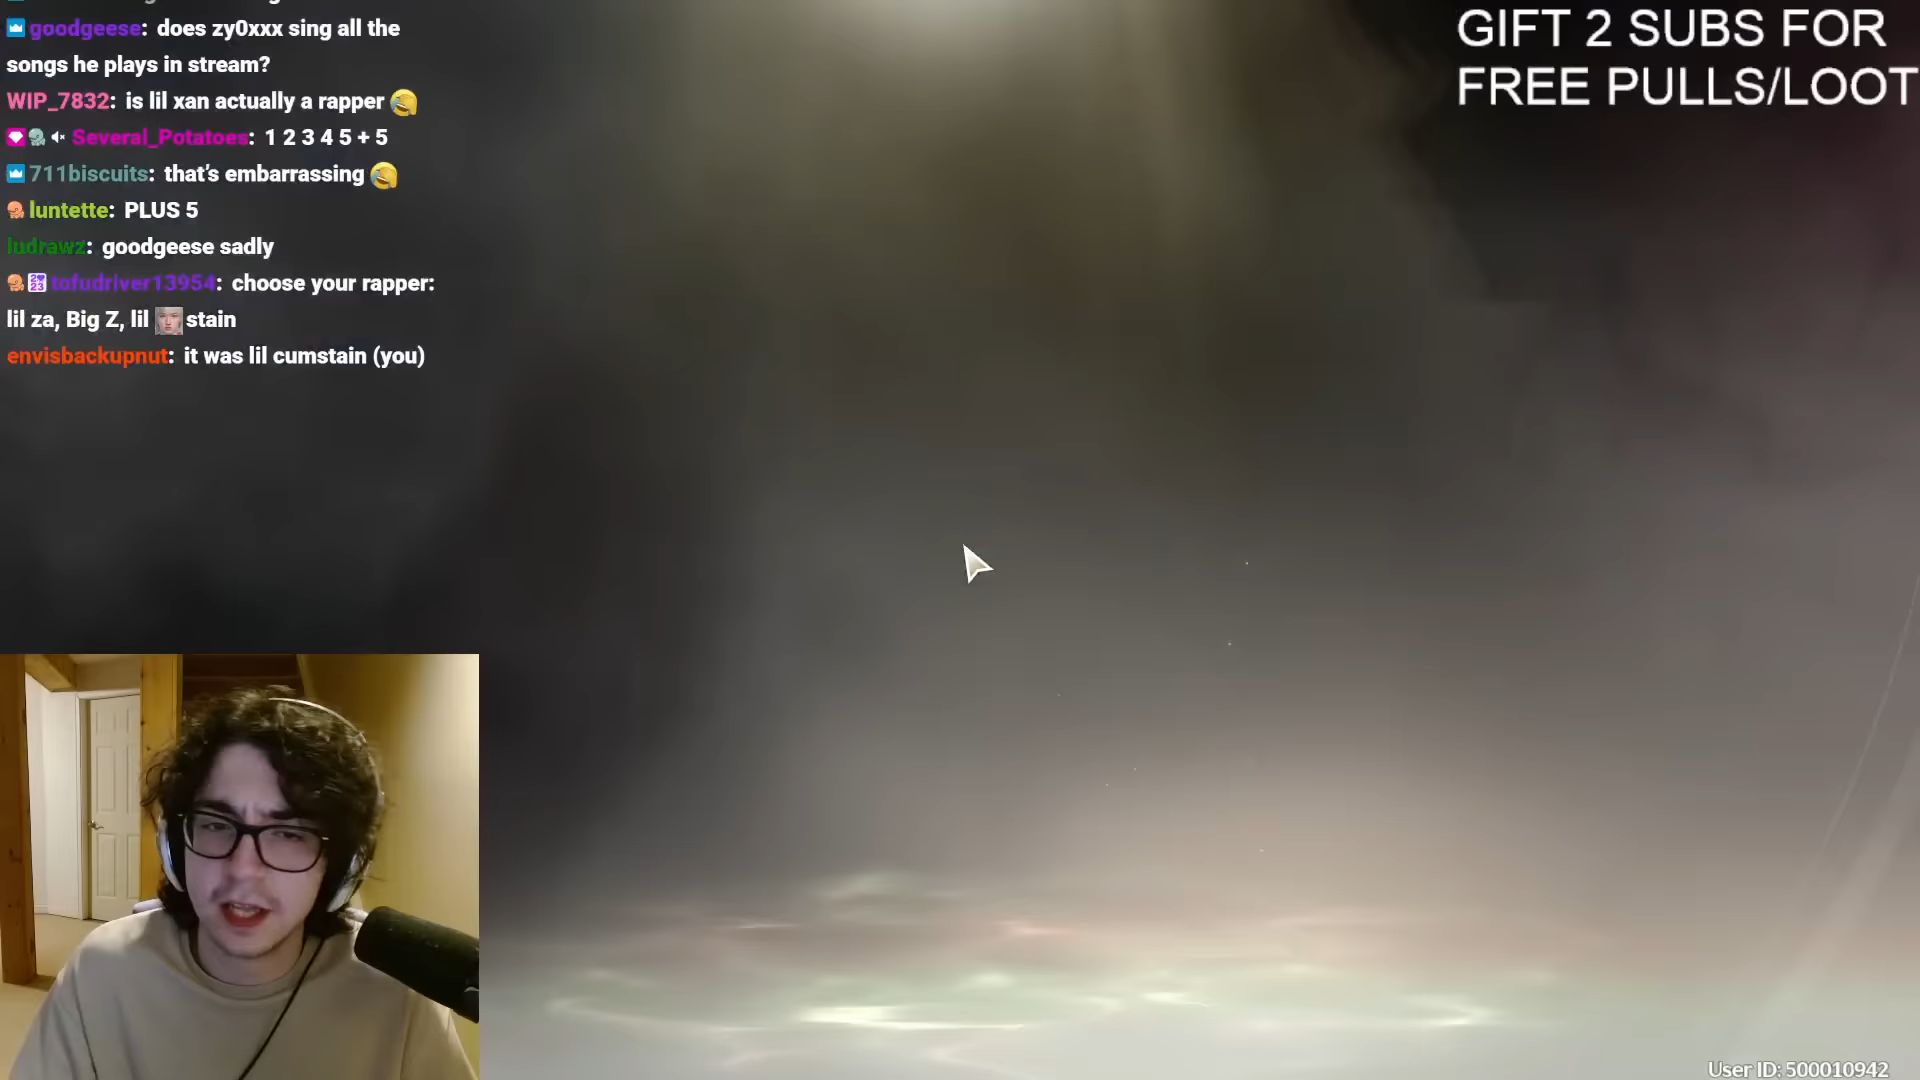 goodgeese: does zy0xxx sing all the
songs he plays in stream?
WIP_7832: is lil xan actually a rapper
Several_Potatoes: 1 2 3 4 5 + 5
711biscuits: that's embarrassing
luntette: PLUS 5
ludrawz: goodgeese sadly
tofudriver13954: choose your rapper:
lil za, Big Z, lil stain
envisbackupnut: it was lil cumstain (you)
GIFT 2 SUBS FOR
FREE PULLS/LOOT
User ID: 500010942